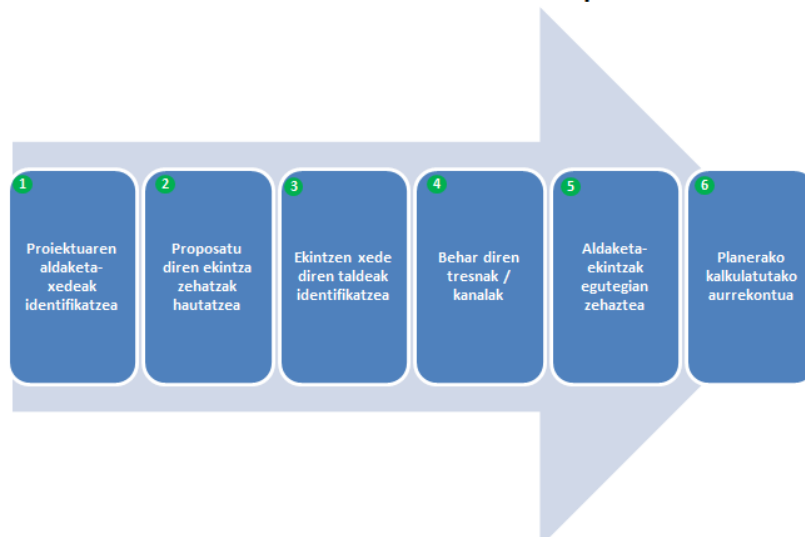 1
Proiektuaren
aldaketa-
xedeak
identifikatzea
2
Proposatu
diren ekintza
zehatzak
hautatzea
3
Ekintzen xede
diren taldeak
identifikatzea
4
Behar diren
tresnak /
kanalak
5
Aldaketa-
ekintzak
egutegian
zehaztea
6
Planerako
kalkulatutako
aurrekontua